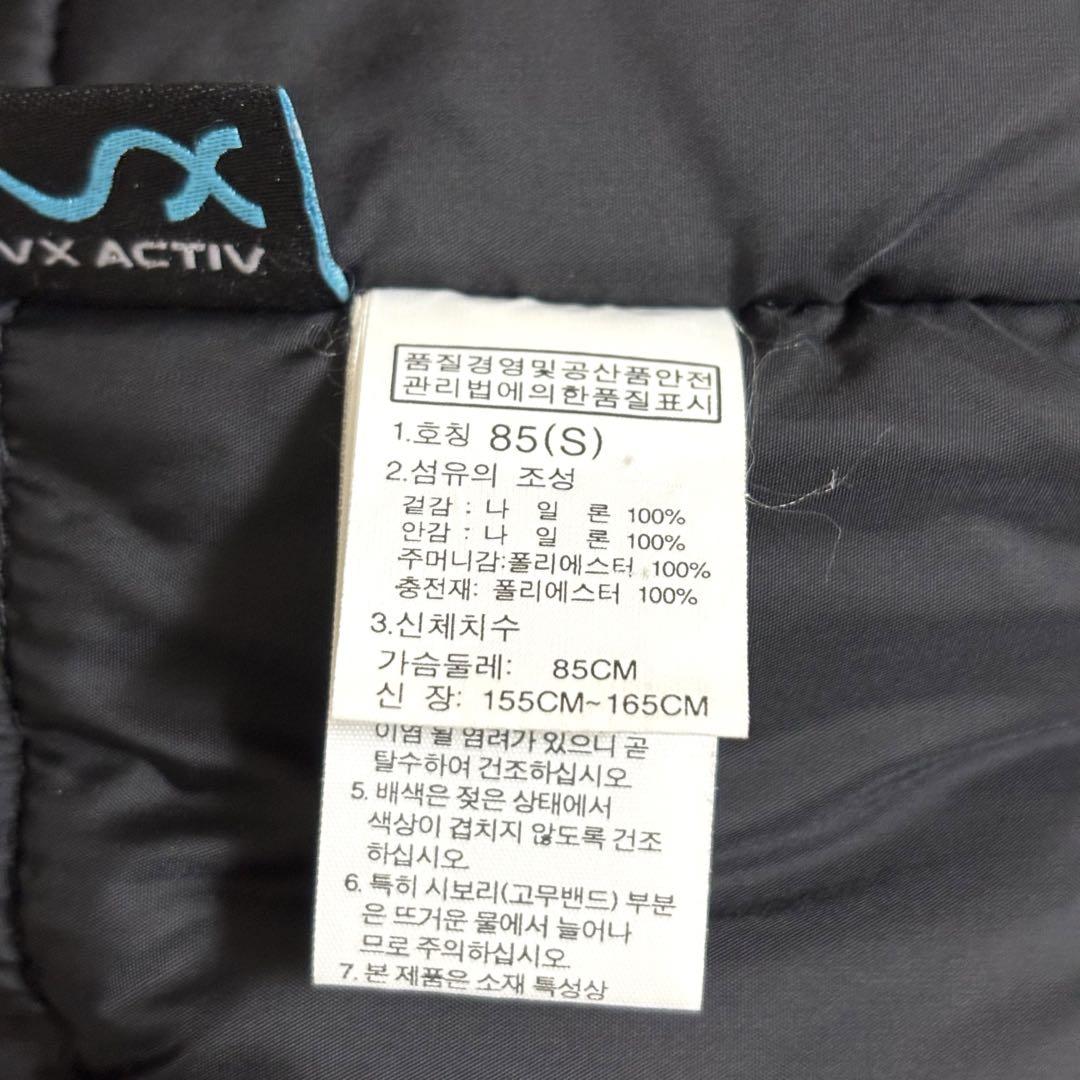 VX ACTIV
품질경영및공산품안전
관리법에의한품질표시
1.호칭 85(S)
2.섬유의 조성
겉감 : 나 일 론 100%
안감 : 나 일 론 100%
주머니감:폴리에스터 100%
충전재: 폴리에스터 100%
3.신체치수
가슴둘레: 85CM
신 장: 155CM~165CM
이염 될 염려가 있으니 곧
탈수하여 건조하십시오
5. 배색은 젖은 상태에서
색상이 겹치지 않도록 건조
하십시오
6. 특히 시보리(고무밴드) 부분
은 뜨거운 물에서 늘어나
므로 주의하십시오
7. 본 제품은 소재 특성상